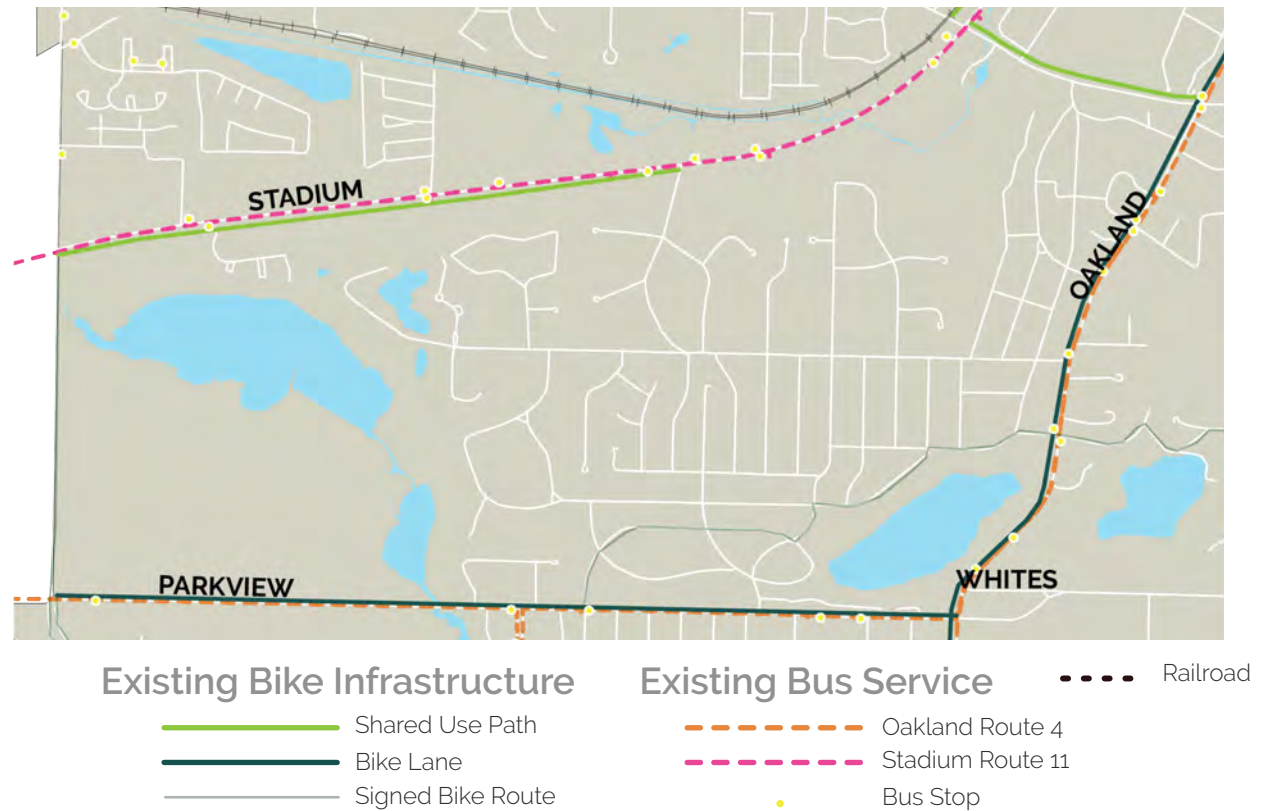 STADIUM
OAKLAND
PARKVIEW
WHITES
Existing Bike Infrastructure
Shared Use Path
Bike Lane
Signed Bike Route
Existing Bus Service
Oakland Route 4
Stadium Route 11
Bus Stop
Railroad